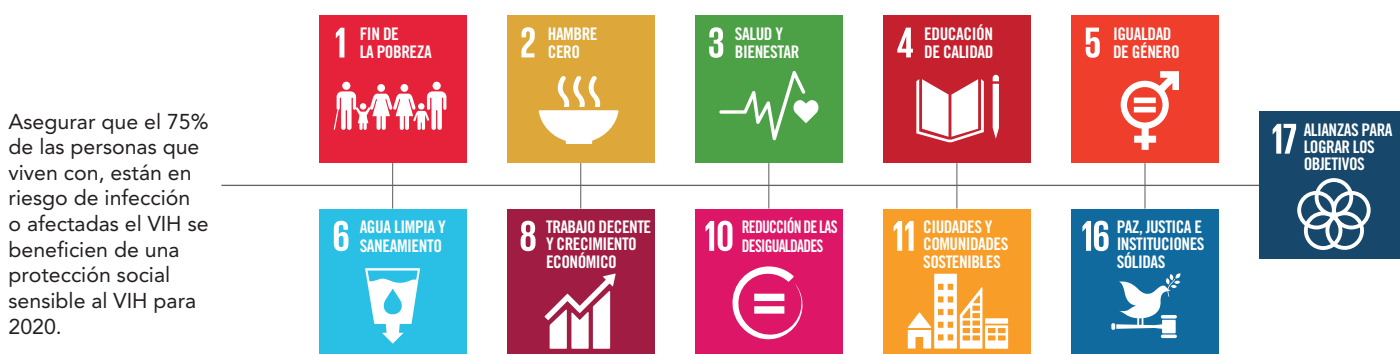 Asegurar que el 75%
de las personas que
viven con, están en
riesgo de infección
o afectadas el VIH se
beneficien de una
protección social
sensible al VIH para
2020.
1 FIN DE
LA POBREZA
2 HAMBRE
CERO
3 SALUD Y
BIENESTAR
4 EDUCACIÓN
DE CALIDAD
5 IGUALDAD
DE GÉNERO
6 AGUA LIMPIA Y
SANEAMIENTO
8 TRABAJO DECENTE
Y CRECIMIENTO
ECONÓMICO
10 REDUCCIÓN DE LAS
DESIGUALDADES
11 CIUDADES Y
COMUNIDADES
SOSTENIBLES
16 PAZ, JUSTICIA E
INSTITUCIONES
SÓLIDAS
17 ALIANZAS PARA
LOGRAR LOS
OBJETIVOS